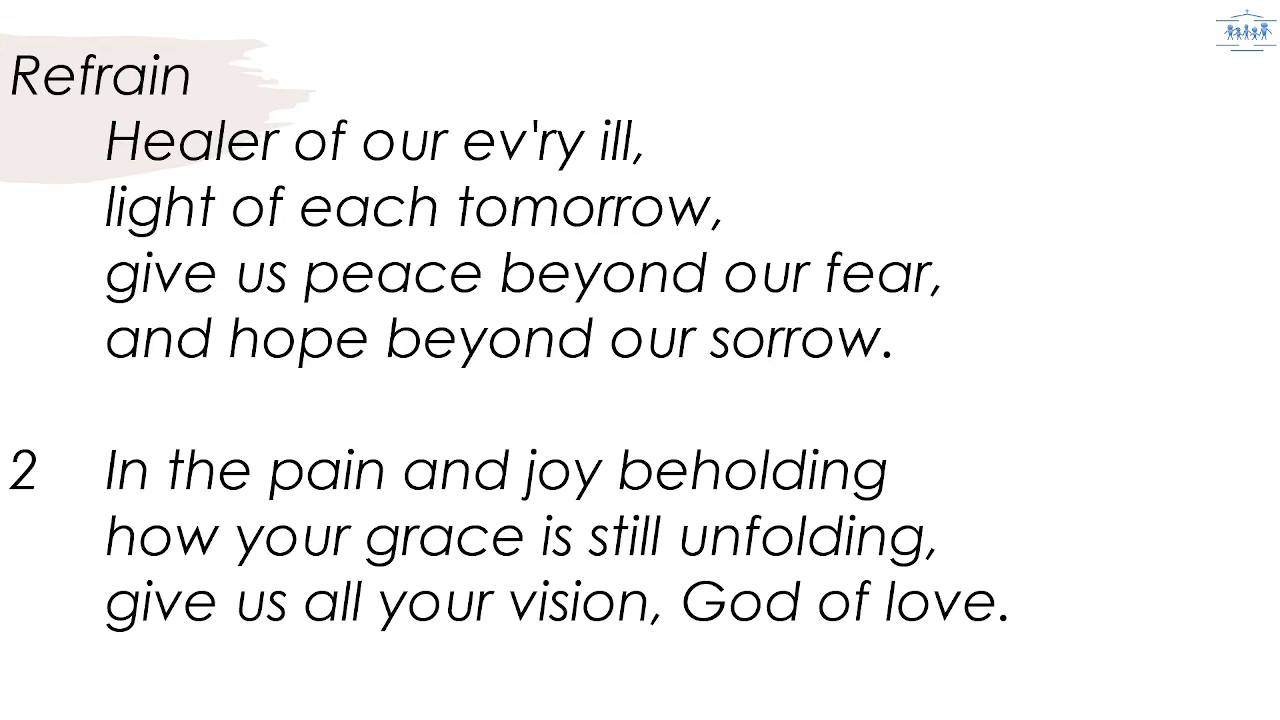 Refrain
Healer of our ev'ry ill,
light of each tomorrow,
give us peace beyond our fear,
and hope beyond our sorrow.
2 In the pain and joy beholding
how your grace is still unfolding,
give us all your vision, God of love.